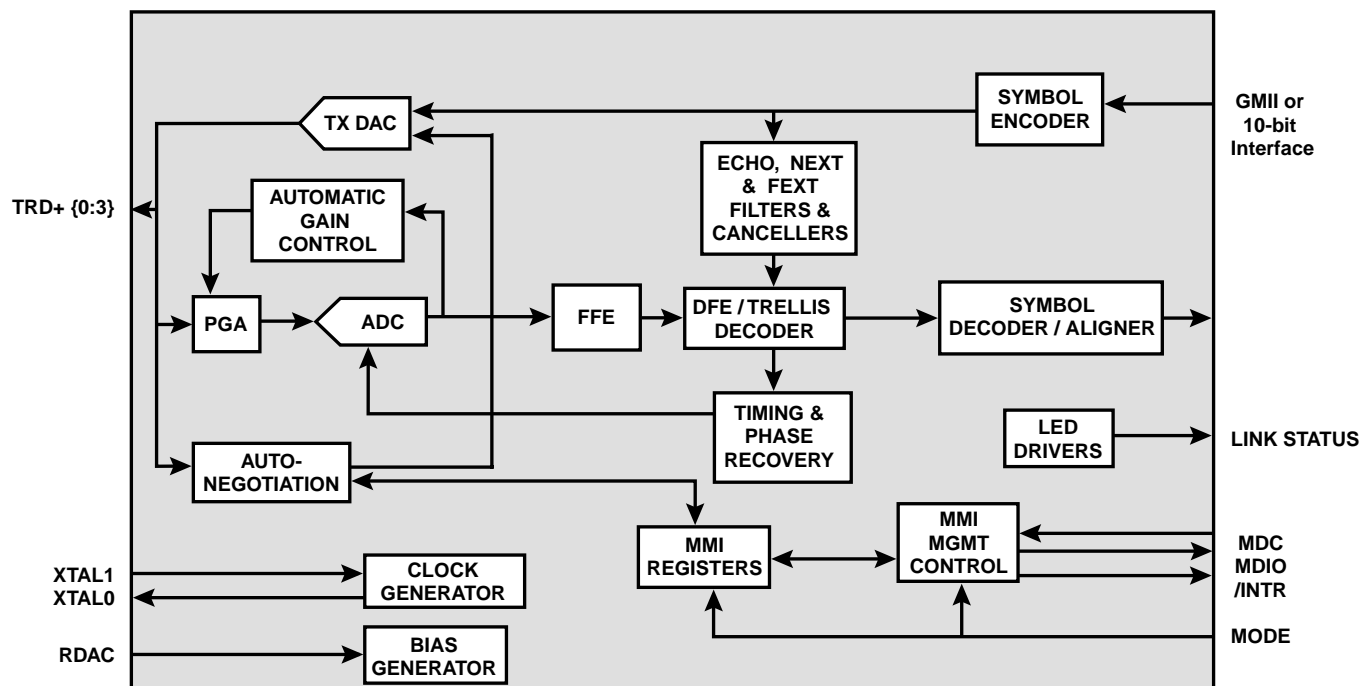 SYMBOL
ENCODER
GMII or
10-bit
Interface
TX DAC
ECHO, NEXT
& FEXT
FILTERS &
CANCELLERS
TRD+ {0:3}
AUTOMATIC
GAIN
CONTROL
PGA
ADC
FFE
DFE / TRELLIS
DECODER
SYMBOL
DECODER / ALIGNER
TIMING &
PHASE
RECOVERY
LED
DRIVERS
LINK STATUS
AUTO-
NEGOTIATION
MMI
REGISTERS
MMI
MGMT
CONTROL
MDC
MDIO
/INTR
XTAL1
XTAL0
CLOCK
GENERATOR
MODE
RDAC
BIAS
GENERATOR